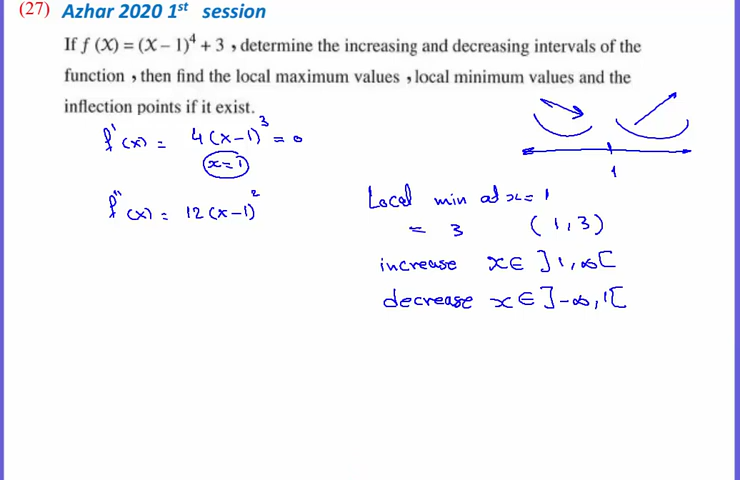 (27) Azhar 2020 1st session
If f (X) = (X − 1)⁴ + 3 , determine the increasing and decreasing intervals of the
function , then find the local maximum values , local minimum values and the
inflection points if it exist.
f'(x) = 4(x-1)³ = 0
x=1
f''(x) = 12(x-1)²
1
Local min at x=1
= 3 (1,3)
increase x∈ ]1,∞[
decrease x∈]-∞,1[